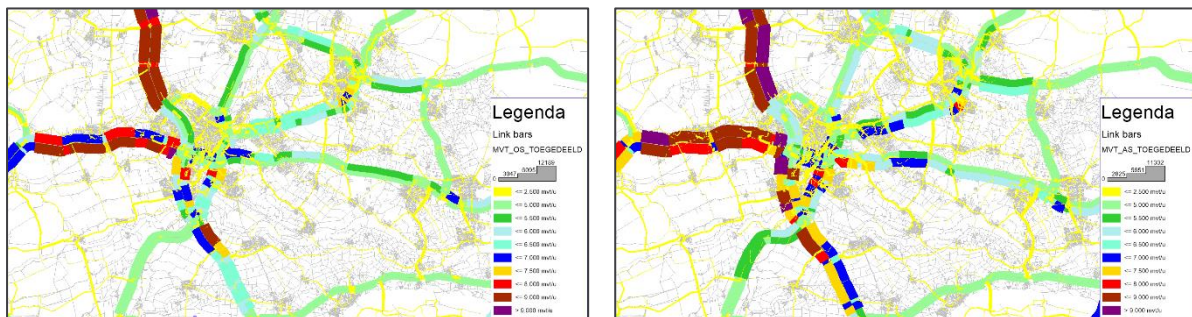 Legenda
Link bars
MVT_OS_TOEGEDEELD
0
<= 2.500 mvt/u
<= 5.000 mvt/u
<= 5.500 mvt/u
<= 6.000 mvt/u
<= 6.500 mvt/u
<= 7.000 mvt/u
<= 7.500 mvt/u
<= 8.000 mvt/u
<= 9.000 mvt/u
> 9.000 mvt/u
Legenda
Link bars
MVT_AS_TOEGEDEELD
0
<= 2.500 mvt/u
<= 5.000 mvt/u
<= 5.500 mvt/u
<= 6.000 mvt/u
<= 6.500 mvt/u
<= 7.000 mvt/u
<= 7.500 mvt/u
<= 8.000 mvt/u
<= 9.000 mvt/u
> 9.000 mvt/u